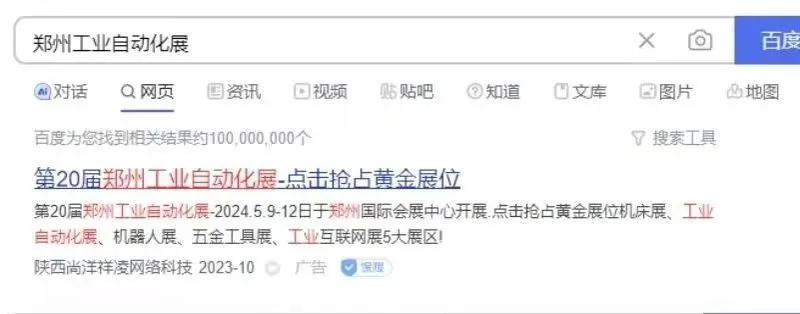 郑州工业自动化展
百度
对话 网页 资讯 视频 贴吧 知道 文库 图片 地图
百度为您找到相关结果约100,000,000个 搜索工具
第20届郑州工业自动化展-点击抢占黄金展位
第20届郑州工业自动化展-2024.5.9-12日于郑州国际会展中心开展.点击抢占黄金展位机床展、工业
自动化展、机器人展、五金工具展、工业互联网展5大展区!
陕西尚洋祥凌网络科技 2023-10 广告 保障